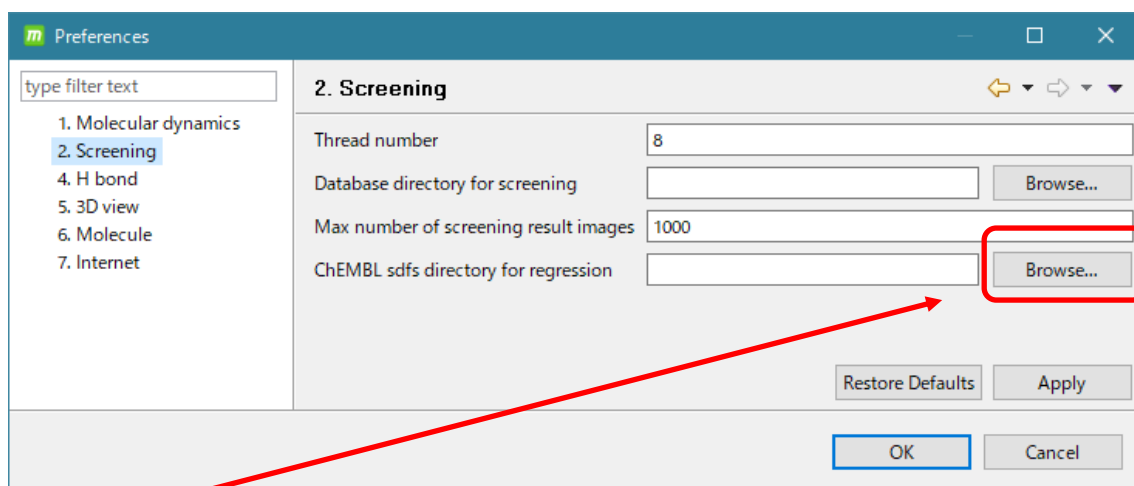 m Preferences
type filter text
1. Molecular dynamics
2. Screening
4. H bond
5. 3D view
6. Molecule
7. Internet
2. Screening
Thread number 8
Database directory for screening Browse...
Max number of screening result images 1000
ChEMBL sdfs directory for regression Browse...
Restore Defaults Apply
OK Cancel